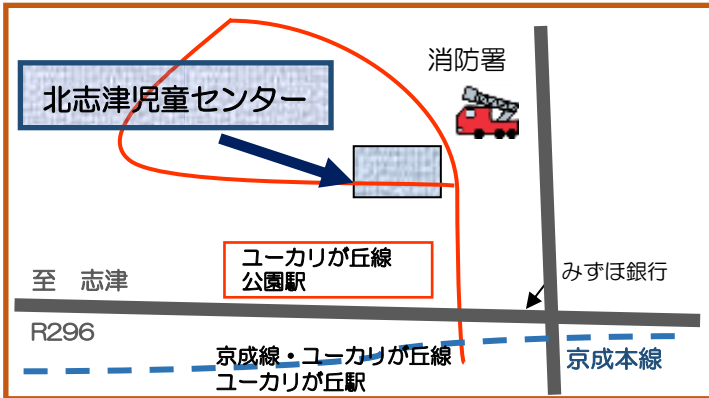 消防署
北志津児童センター
ユーカリが丘線
公園駅
みずほ銀行
至　志津
R296
京成線・ユーカリが丘線
ユーカリが丘駅
京成本線